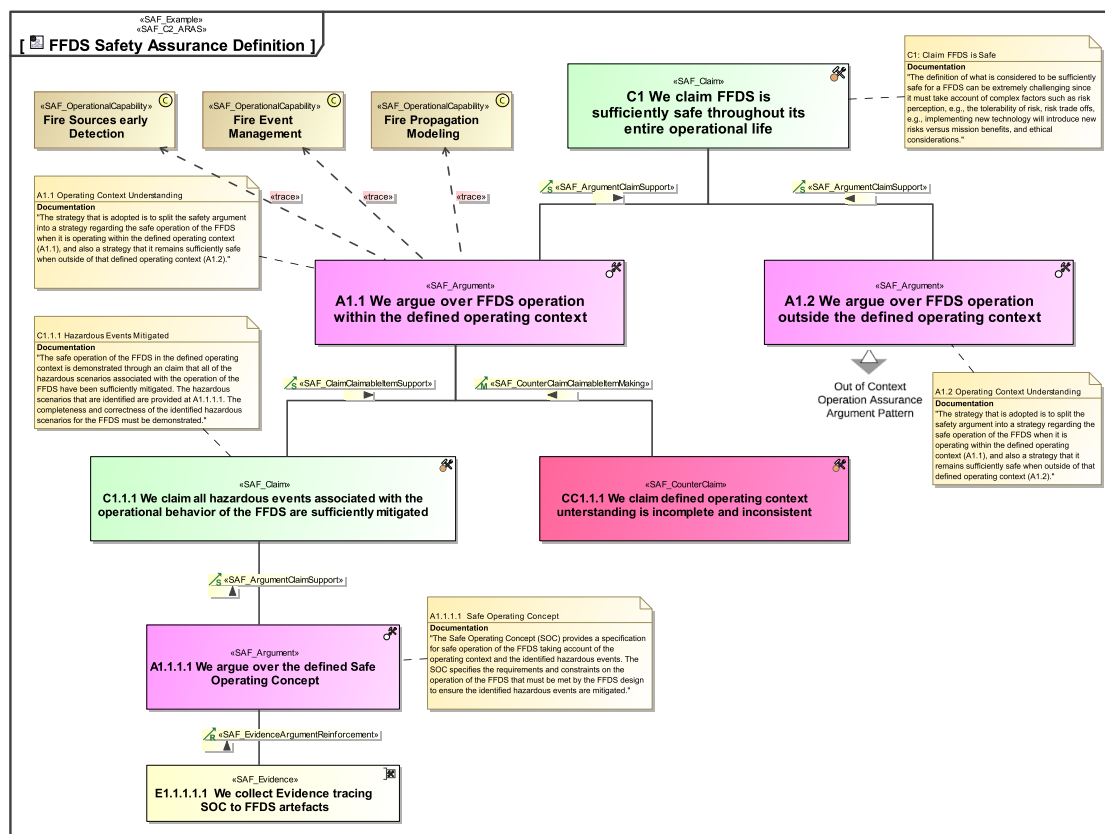 «SAF_Example»
«SAF_C2_ARAS»
[ FFDS Safety Assurance Definition ]
«SAF_OperationalCapability»
Fire Sources early
Detection
«SAF_OperationalCapability»
Fire Event
Management
«SAF_OperationalCapability»
Fire Propagation
Modeling
«SAF_Claim»
C1 We claim FFDS is
sufficiently safe throughout its
entire operational life
C1: Claim FFDS is Safe
Documentation
"The definition of what is considered to be sufficiently
safe for a FFDS can be extremely challenging since
it must take account of complex factors such as risk
perception, e.g., the tolerability of risk, risk trade offs,
e.g., implementing new technology will introduce new
risks versus mission benefits, and ethical
considerations."
«trace»
«trace»
«trace»
S «SAF_ArgumentClaimSupport»
S «SAF_ArgumentClaimSupport»
A1.1 Operating Context Understanding
Documentation
"The strategy that is adopted is to split the safety argument
into a strategy regarding the safe operation of the FFDS
when it is operating within the defined operating context
(A1.1), and also a strategy that it remains sufficiently safe
when outside of that defined operating context (A1.2)."
«SAF_Argument»
A1.1 We argue over FFDS operation
within the defined operating context
«SAF_Argument»
A1.2 We argue over FFDS operation
outside the defined operating context
Out of Context
Operation Assurance
Argument Pattern
C1.1.1 Hazardous Events Mitigated
Documentation
"The safe operation of the FFDS in the defined operating
context is demonstrated through an claim that all of the
hazardous scenarios associated with the operation of the
FFDS have been sufficiently mitigated. The hazardous
scenarios that are identified are provided at A1.1.1.1. The
completeness and correctness of the identified hazardous
scenarios for the FFDS must be demonstrated."
S «SAF_ClaimClaimableItemSupport»
M «SAF_CounterClaimClaimableItemMaking»
A1.2 Operating Context Understanding
Documentation
"The strategy that is adopted is to split the
safety argument into a strategy regarding the
safe operation of the FFDS when it is
operating within the defined operating
context (A1.1), and also a strategy that it
remains sufficiently safe when outside of that
defined operating context (A1.2)."
«SAF_Claim»
C1.1.1 We claim all hazardous events associated with the
operational behavior of the FFDS are sufficiently mitigated
«SAF_CounterClaim»
CC1.1.1 We claim defined operating context
unterstanding is incomplete and inconsistent
S «SAF_ArgumentClaimSupport»
«SAF_Argument»
A1.1.1.1 We argue over the defined Safe
Operating Concept
A1.1.1.1 Safe Operating Concept
Documentation
"The Safe Operating Concept (SOC) provides a specification
for safe operation of the FFDS taking account of the
operating context and the identified hazardous events. The
SOC specifies the requirements and constraints on the
operation of the FFDS that must be met by the FFDS design
to ensure the identified hazardous events are mitigated."
R «SAF_EvidenceArgumentReinforcement»
«SAF_Evidence»
E1.1.1.1.1 We collect Evidence tracing
SOC to FFDS artefacts